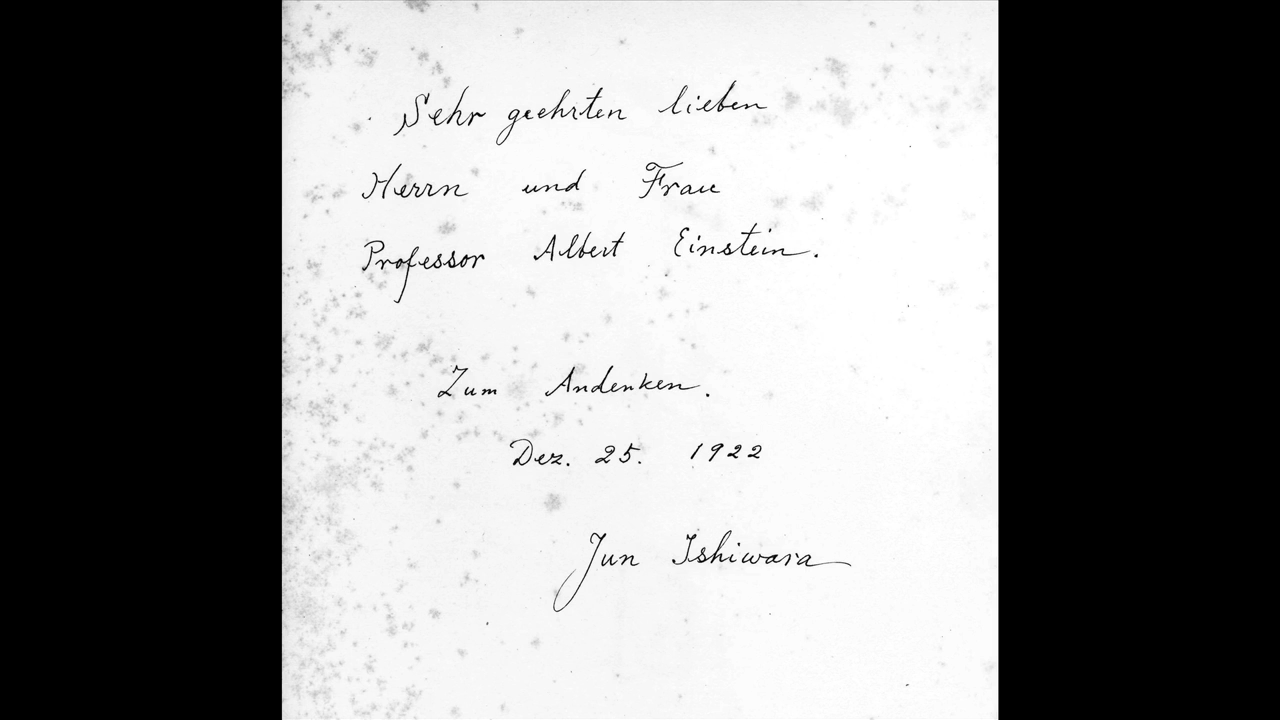 Sehr geehrten lieben
Herrn und Frau
Professor Albert Einstein.
Zum Andenken.
Dez. 25. 1922
Jun Ishiwara